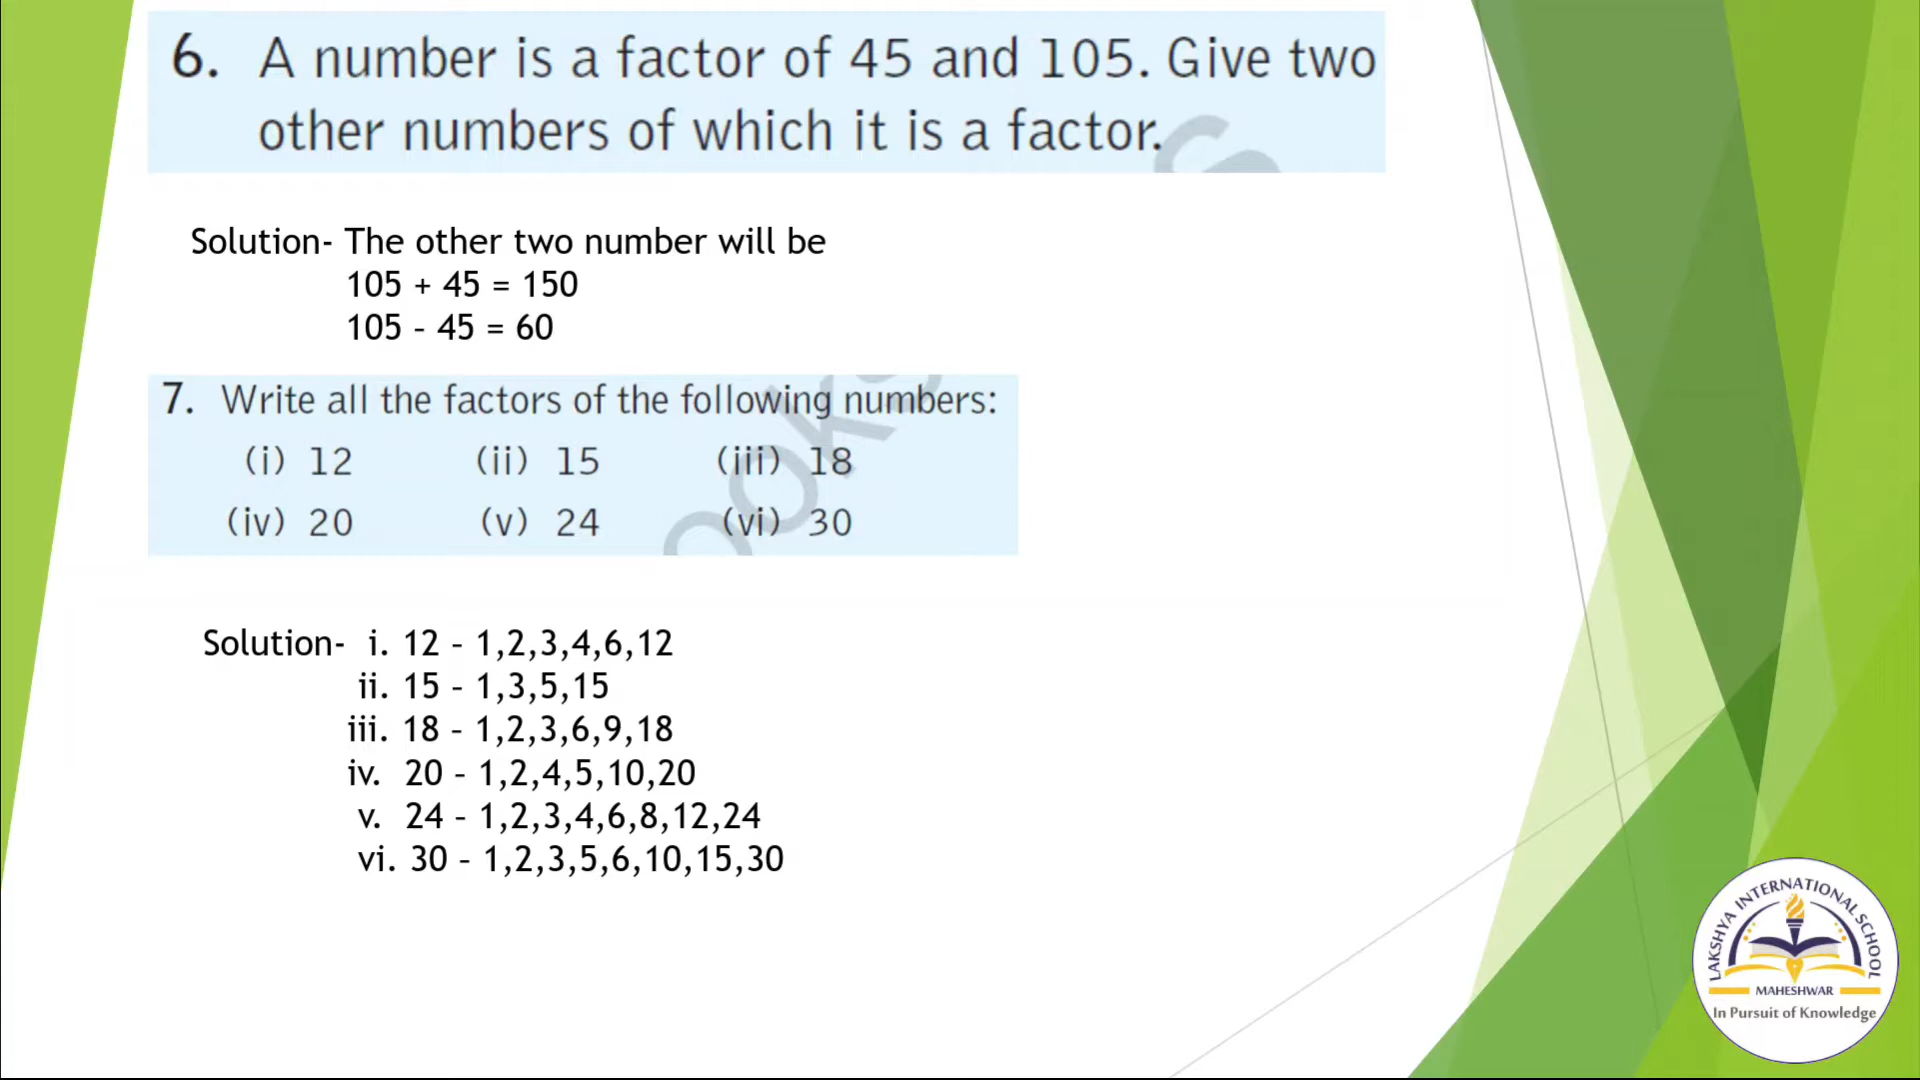 6. A number is a factor of 45 and 105. Give two
other numbers of which it is a factor.
Solution- The other two number will be
105 + 45 = 150
105 - 45 = 60
7. Write all the factors of the following numbers:
(i) 12 (ii) 15 (iii) 18
(iv) 20 (v) 24 (vi) 30
Solution- i. 12 - 1,2,3,4,6,12
ii. 15 - 1,3,5,15
iii. 18 - 1,2,3,6,9,18
iv. 20 - 1,2,4,5,10,20
v. 24 - 1,2,3,4,6,8,12,24
vi. 30 - 1,2,3,5,6,10,15,30
LAKSHYA INTERNATIONAL SCHOOL
MAHESHWAR
In Pursuit of Knowledge